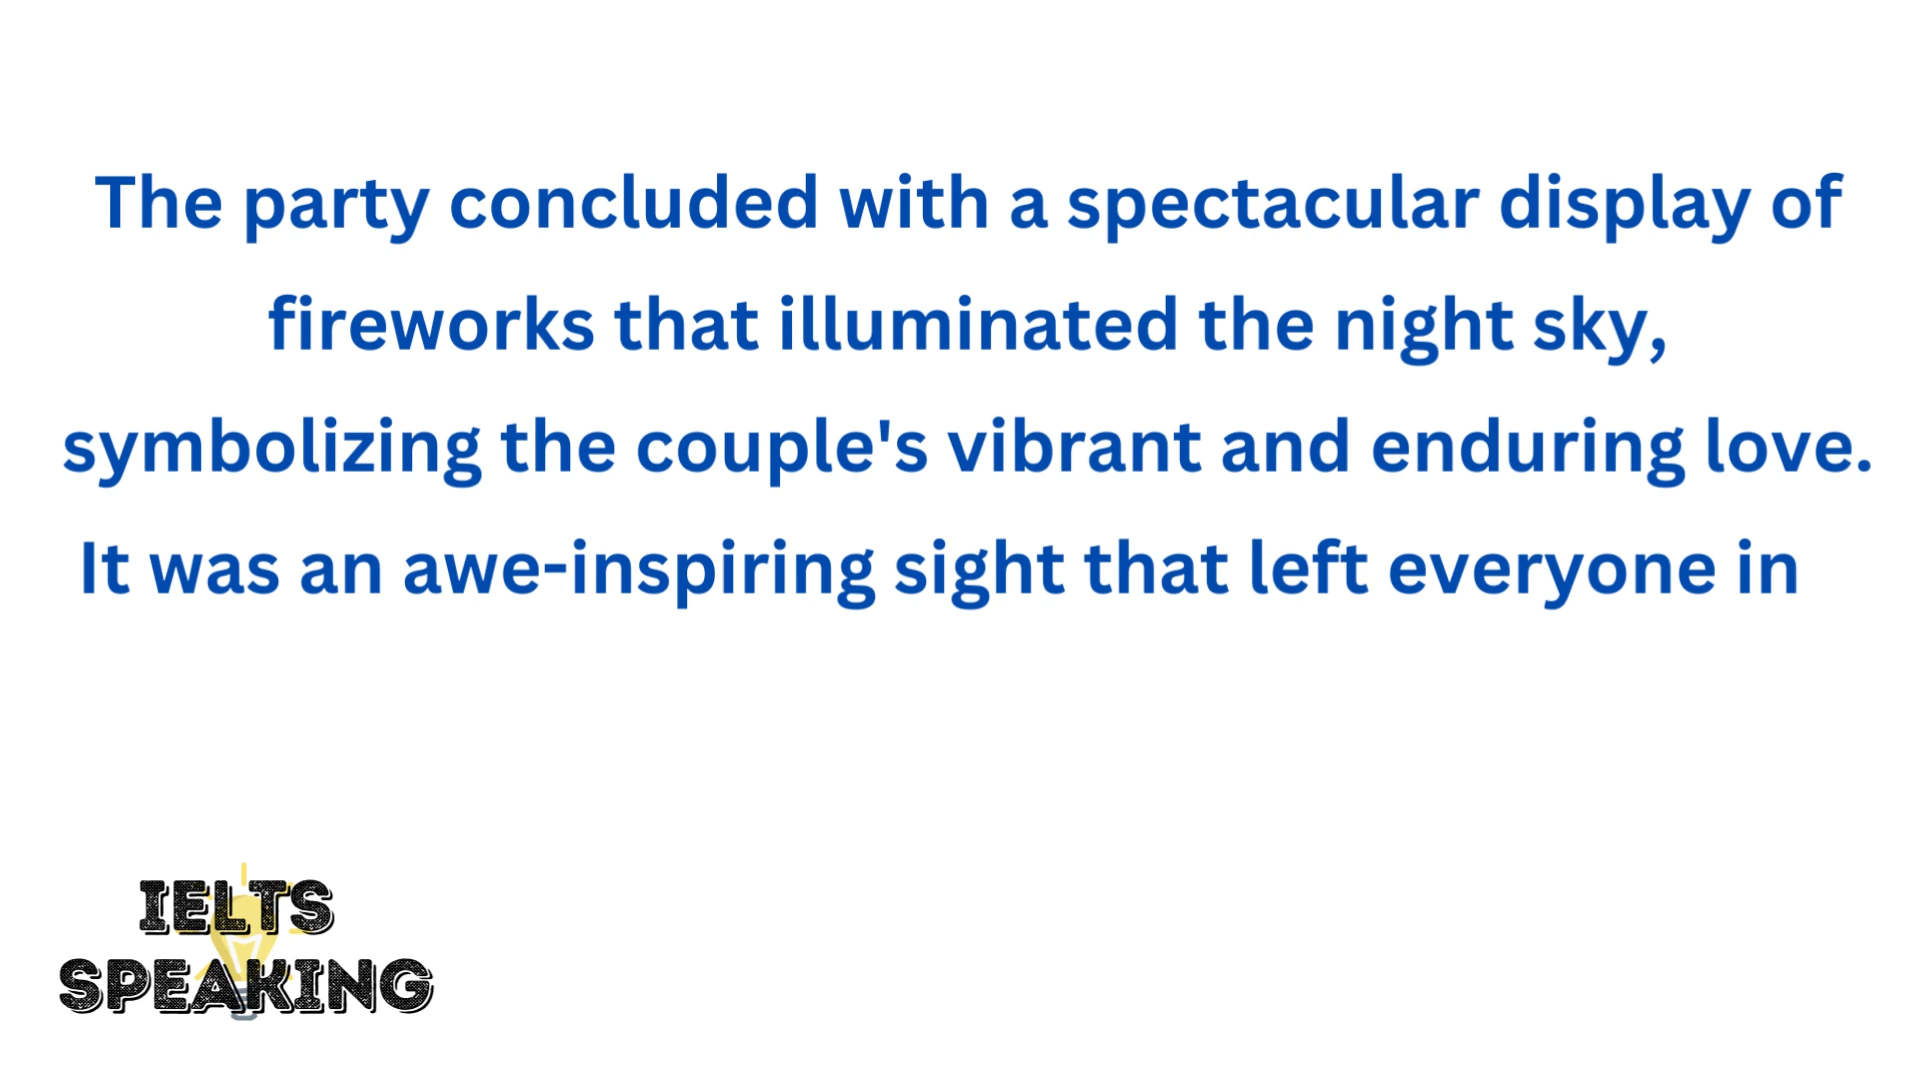 The party concluded with a spectacular display of
fireworks that illuminated the night sky,
symbolizing the couple's vibrant and enduring love.
It was an awe-inspiring sight that left everyone in
IELTS
SPEAKING